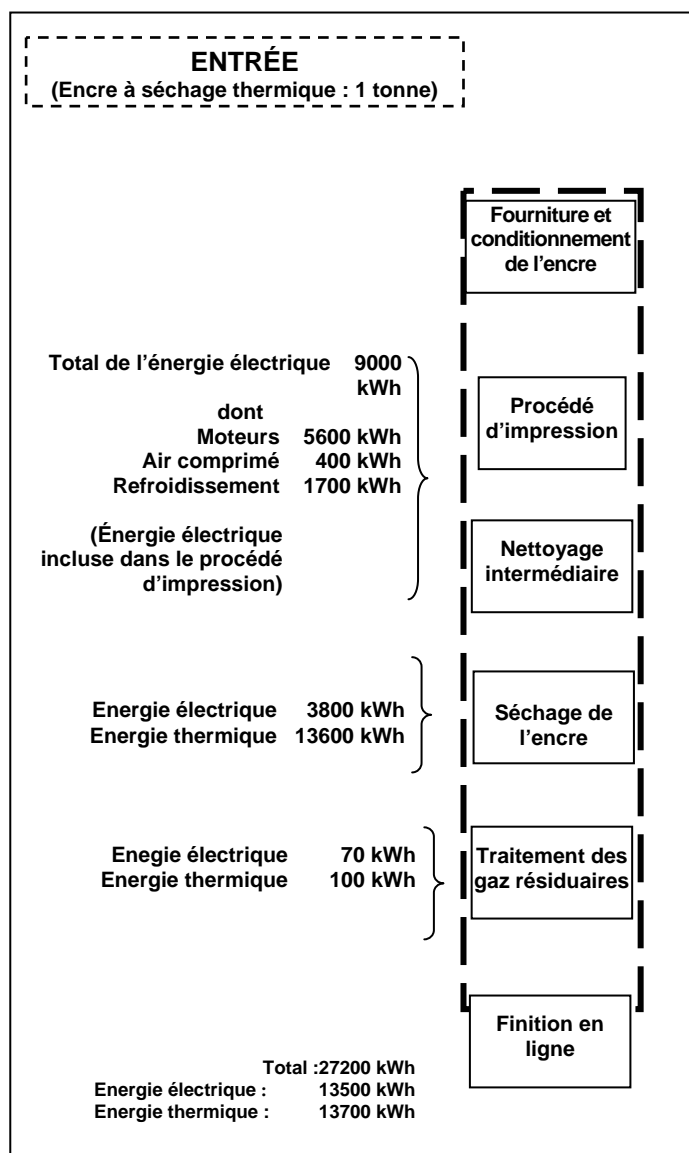 ENTRÉE
(Encre à séchage thermique : 1 tonne)
Fourniture et
conditionnement
de l'encre
Total de l'énergie électrique 9000
kWh
dont
Moteurs 5600 kWh
Air comprimé 400 kWh
Refroidissement 1700 kWh
(Énergie électrique
incluse dans le procédé
d'impression)
Procédé
d'impression
Nettoyage
intermédiaire
Energie électrique 3800 kWh
Energie thermique 13600 kWh
Séchage de
l'encre
Enegie électrique 70 kWh
Energie thermique 100 kWh
Traitement des
gaz résiduaires
Finition en
ligne
Total :27200 kWh
Energie électrique : 13500 kWh
Energie thermique : 13700 kWh